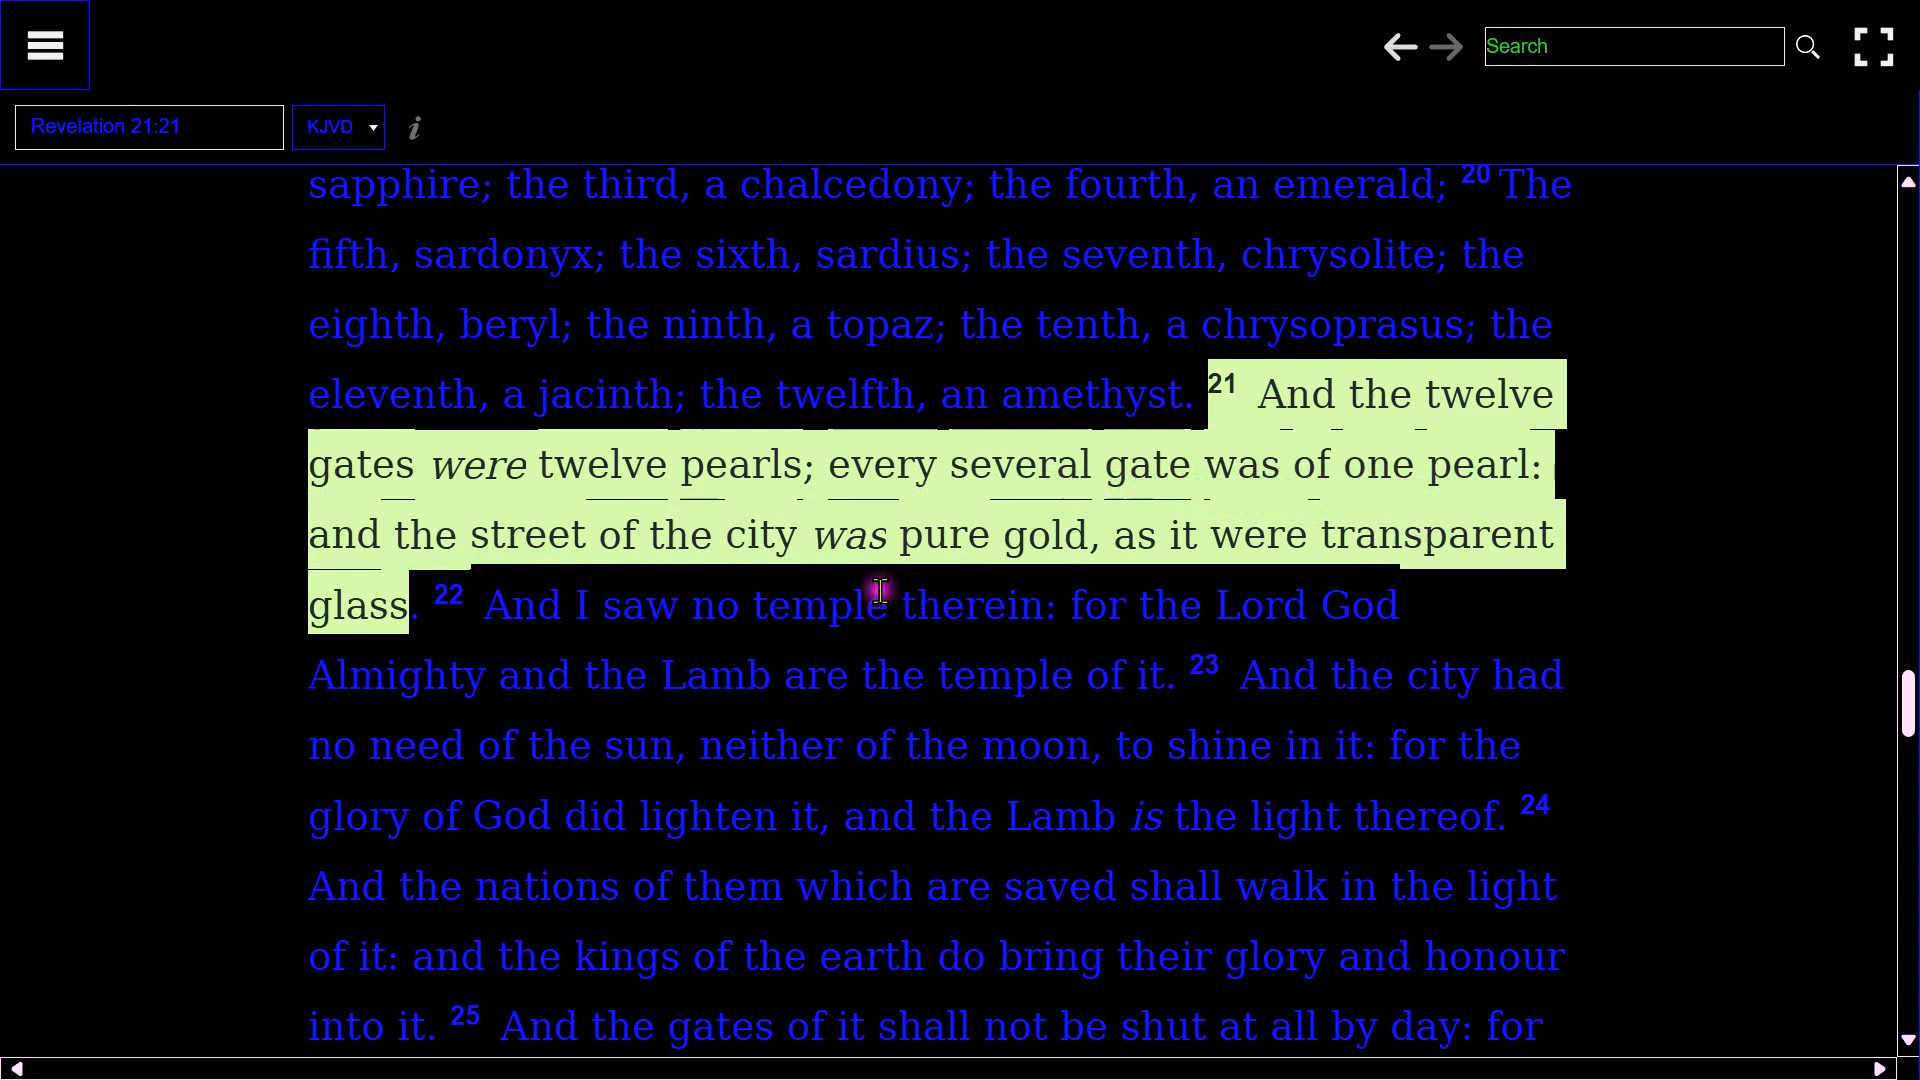 Search
Revelation 21:21
KJVD
i
sapphire; the third, a chalcedony; the fourth, an emerald; 20 The
fifth, sardonyx; the sixth, sardius; the seventh, chrysolite; the
eighth, beryl; the ninth, a topaz; the tenth, a chrysoprasus; the
eleventh, a jacinth; the twelfth, an amethyst. 21 And the twelve
gates were twelve pearls; every several gate was of one pearl:
and the street of the city was pure gold, as it were transparent
glass. 22 And I saw no temple therein: for the Lord God
Almighty and the Lamb are the temple of it. 23 And the city had
no need of the sun, neither of the moon, to shine in it: for the
glory of God did lighten it, and the Lamb is the light thereof. 24
And the nations of them which are saved shall walk in the light
of it: and the kings of the earth do bring their glory and honour
into it. 25 And the gates of it shall not be shut at all by day: for